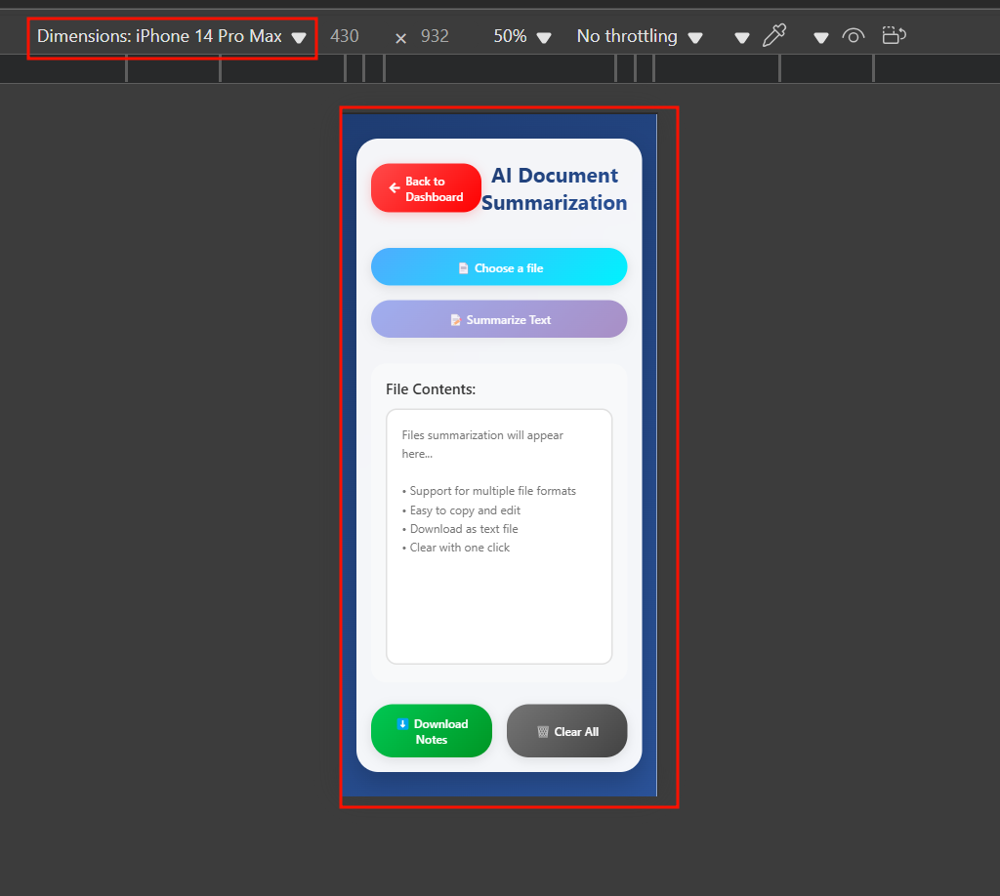 Dimensions: iPhone 14 Pro Max 430 × 932 50% No throttling
← Back to Dashboard
AI Document
Summarization
Choose a file
Summarize Text
File Contents:
Files summarization will appear
here...
• Support for multiple file formats
• Easy to copy and edit
• Download as text file
• Clear with one click
Download
Notes
Clear All